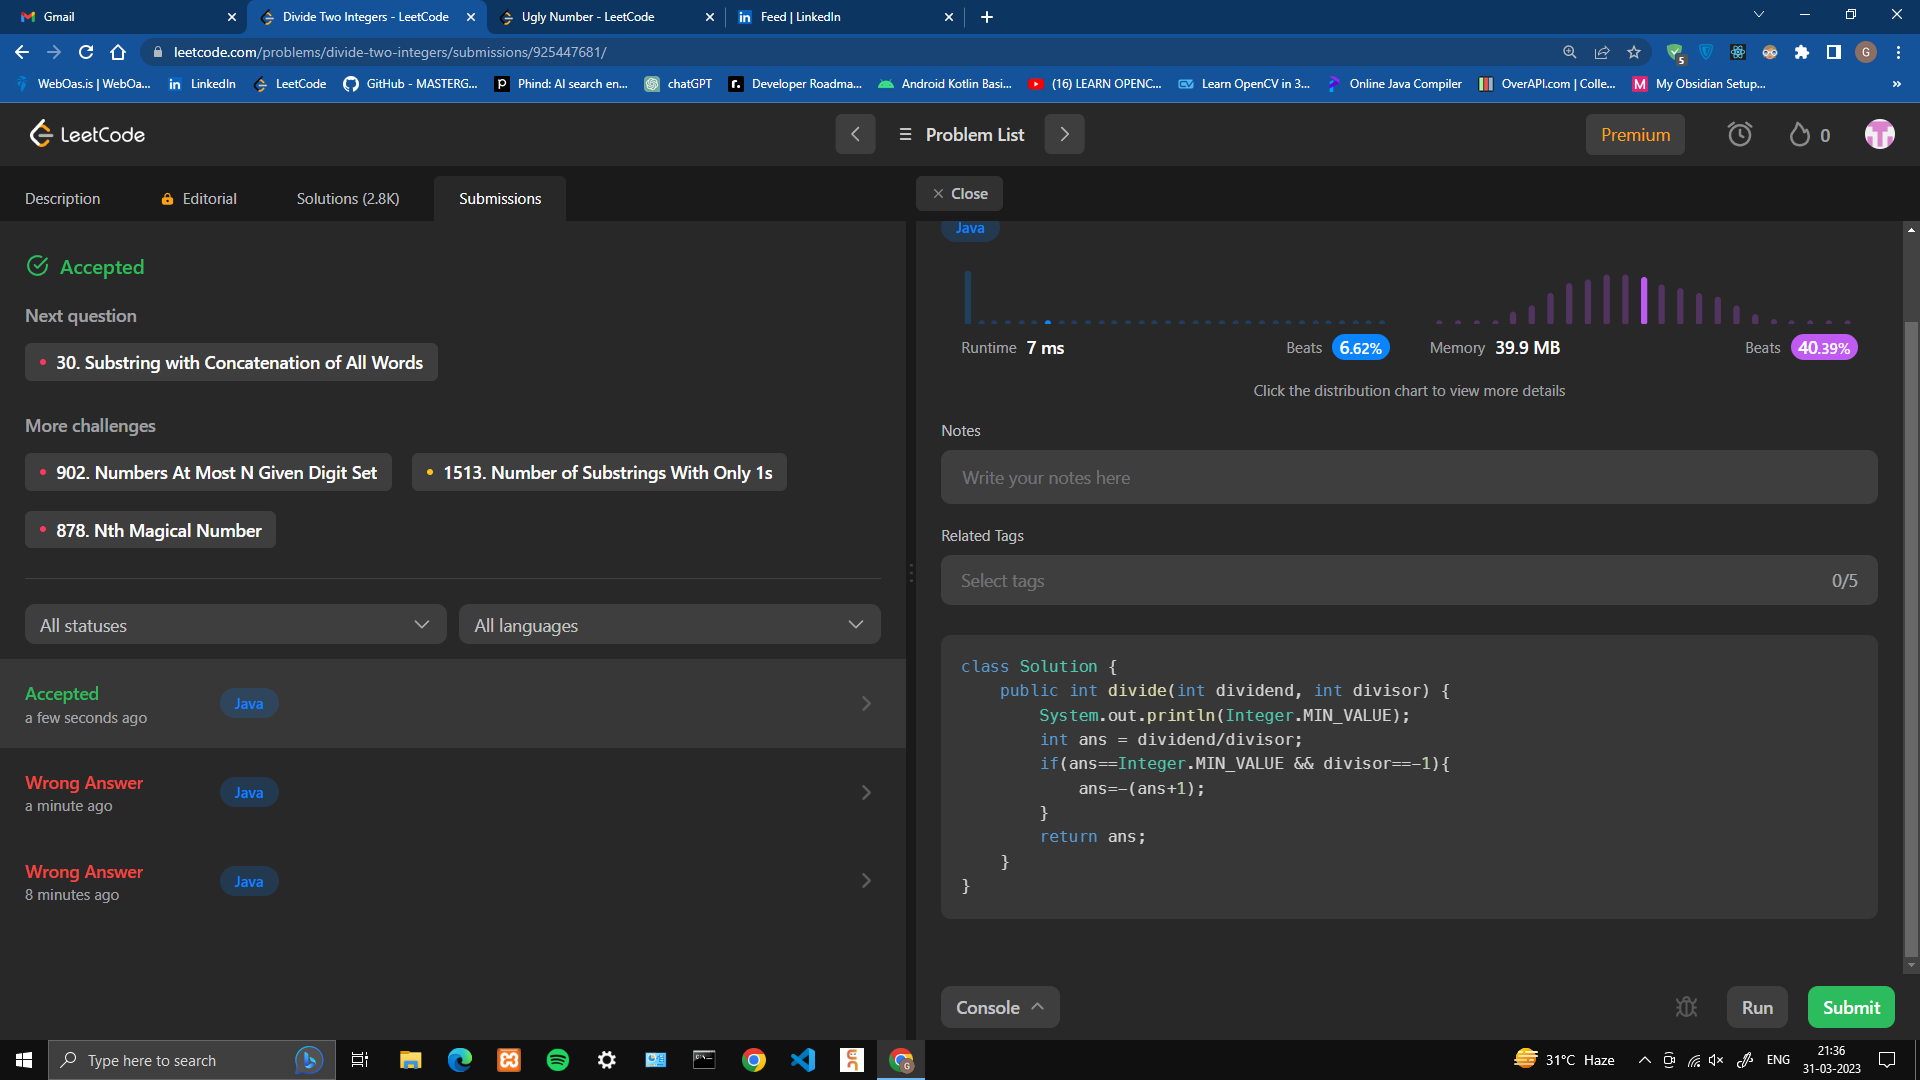 Gmail
Divide Two Integers - LeetCode
Ugly Number - LeetCode
Feed | LinkedIn
leetcode.com/problems/divide-two-integers/submissions/925447681/
5
G
WebOas.is | WebOa...
LinkedIn
LeetCode
GitHub - MASTERG...
Phind: AI search en...
chatGPT
Developer Roadma...
Android Kotlin Basi...
(16) LEARN OPENC...
Learn OpenCV in 3...
Online Java Compiler
OverAPI.com | Colle...
My Obsidian Setup...
»
LeetCode
Problem List
Premium
0
Description
Editorial
Solutions (2.8K)
Submissions
Close
Accepted
Next question
30. Substring with Concatenation of All Words
More challenges
902. Numbers At Most N Given Digit Set
1513. Number of Substrings With Only 1s
878. Nth Magical Number
All statuses
All languages
Accepted
a few seconds ago
Java
Wrong Answer
a minute ago
Java
Wrong Answer
8 minutes ago
Java
Java
Runtime 7 ms
Beats 6.62%
Memory 39.9 MB
Beats 40.39%
Click the distribution chart to view more details
Notes
Write your notes here
Related Tags
Select tags
0/5
class Solution {
    public int divide(int dividend, int divisor) {
        System.out.println(Integer.MIN_VALUE);
        int ans = dividend/divisor;
        if(ans==Integer.MIN_VALUE && divisor==-1){
            ans=-(ans+1);
        }
        return ans;
    }
}
Console
Run
Submit
Type here to search
31°C Haze
ENG
21:36
31-03-2023